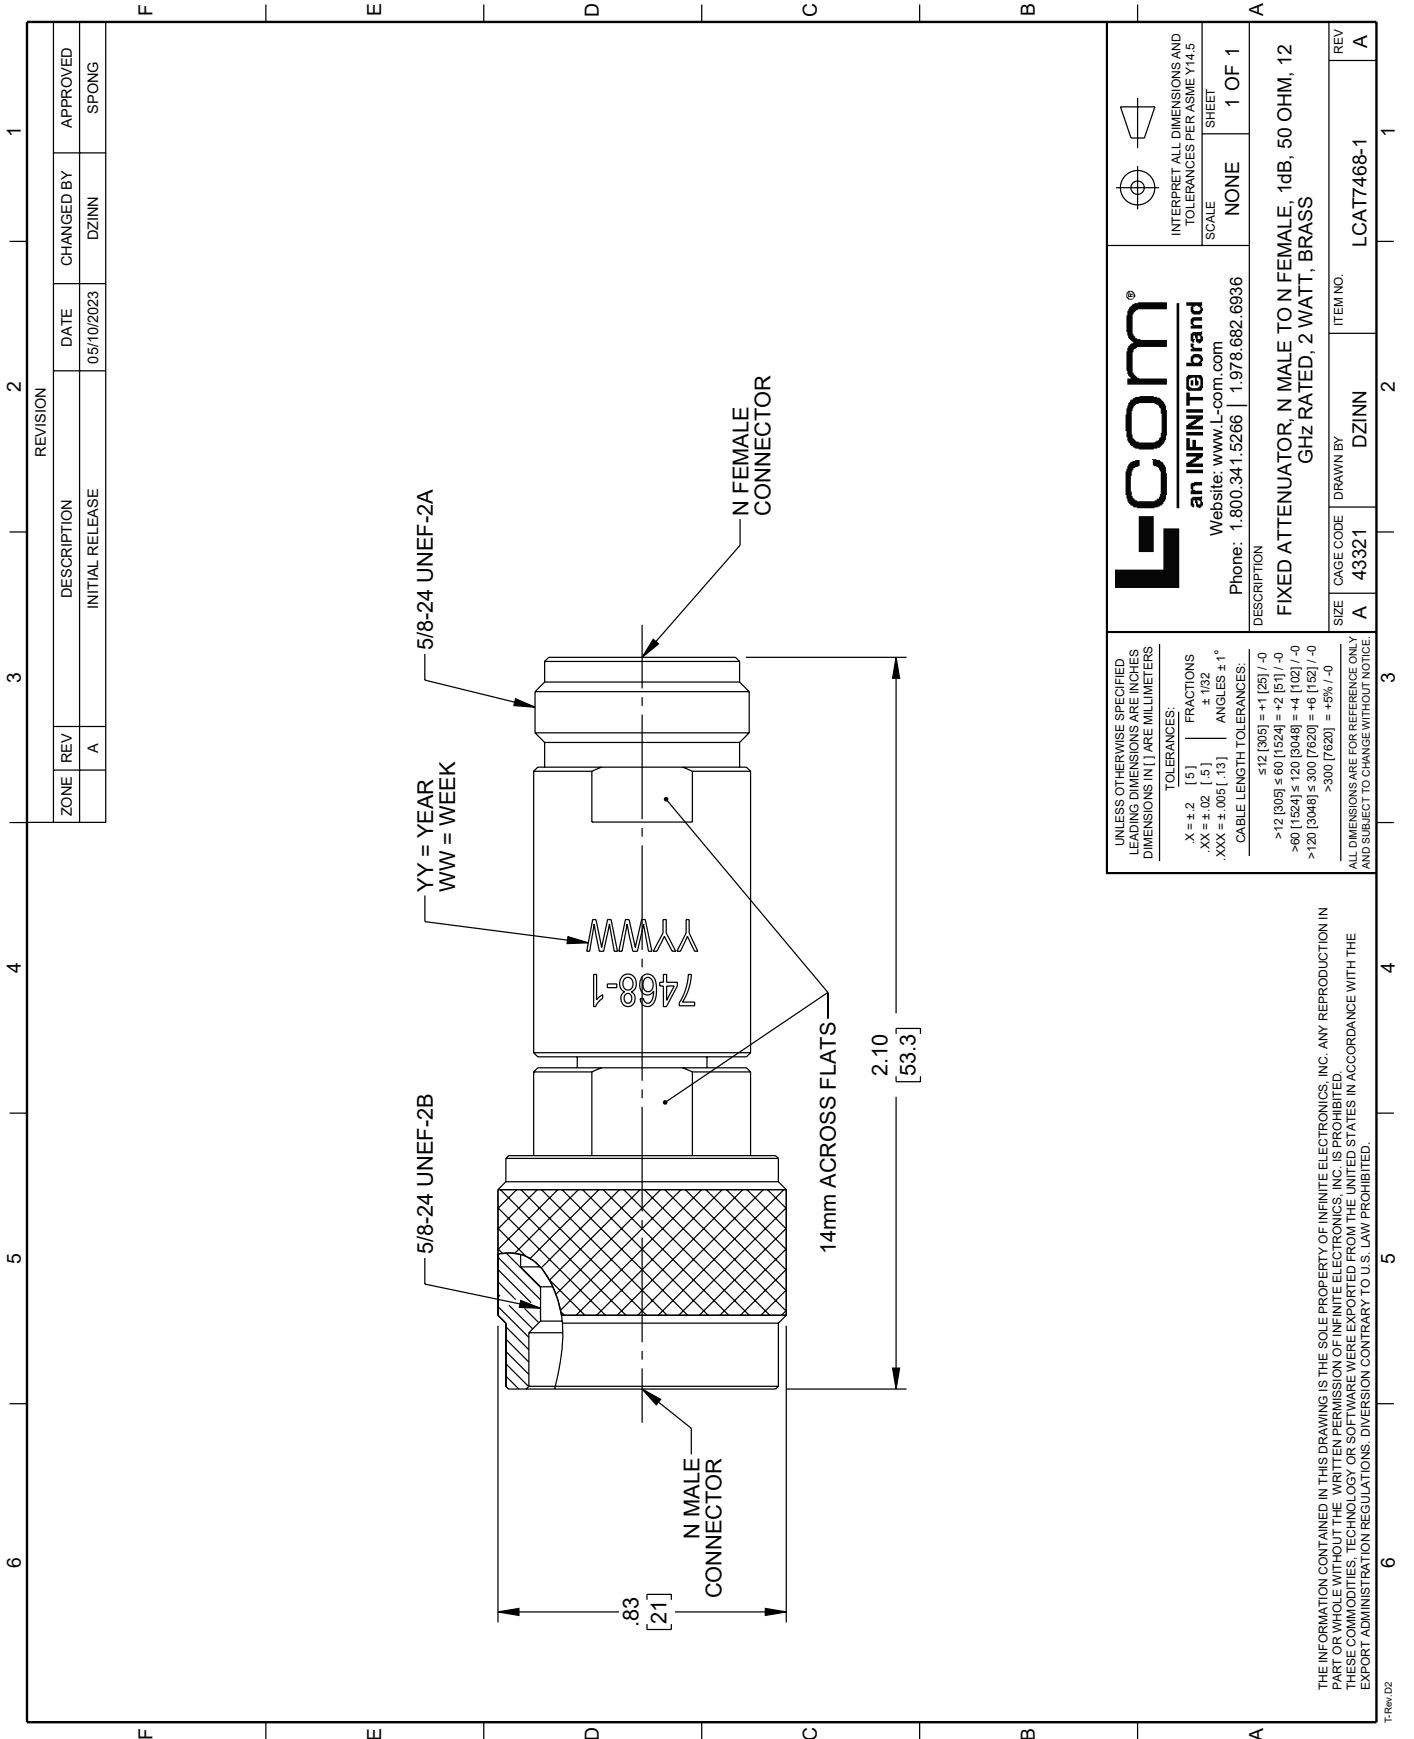 6
5
4
3
2
1
F
E
D
C
B
A
REVISION
ZONE REV DESCRIPTION DATE CHANGED BY APPROVED
A INITIAL RELEASE 05/10/2023 DZINN SPONG
5/8-24 UNEF-2B
YY = YEAR
WW = WEEK
5/8-24 UNEF-2A
7468-1
YYWW
N MALE
CONNECTOR
N FEMALE
CONNECTOR
.83
[21]
14mm ACROSS FLATS
2.10
[53.3]
UNLESS OTHERWISE SPECIFIED
LEADING DIMENSIONS ARE INCHES
DIMENSIONS IN [ ] ARE MILLIMETERS
TOLERANCES:
.X = ±.2 [5] FRACTIONS
.XX = ±.02 [.5] ± 1/32
.XXX = ±.005 [.13] ANGLES ± 1°
CABLE LENGTH TOLERANCES:
≤12 [305] = +1 [25] / -0
>12 [305] ≤ 60 [1524] = +2 [51] / -0
>60 [1524] ≤ 120 [3048] = +4 [102] / -0
>120 [3048] ≤ 300 [7620] = +6 [152] / -0
>300 [7620] = +5% / -0
ALL DIMENSIONS ARE FOR REFERENCE ONLY
AND SUBJECT TO CHANGE WITHOUT NOTICE.
L-com®
an INFINIT@ brand
Website: www.L-com.com
Phone: 1.800.341.5266 | 1.978.682.6936
INTERPRET ALL DIMENSIONS AND
TOLERANCES PER ASME Y14.5
SCALE
NONE
SHEET
1 OF 1
DESCRIPTION
FIXED ATTENUATOR, N MALE TO N FEMALE, 1dB, 50 OHM, 12
GHz RATED, 2 WATT, BRASS
SIZE
A
CAGE CODE
43321
DRAWN BY
DZINN
ITEM NO.
LCAT7468-1
REV
A
THE INFORMATION CONTAINED IN THIS DRAWING IS THE SOLE PROPERTY OF INFINITE ELECTRONICS, INC. ANY REPRODUCTION IN
PART OR WHOLE WITHOUT THE WRITTEN PERMISSION OF INFINITE ELECTRONICS, INC. IS PROHIBITED.
THESE COMMODITIES, TECHNOLOGY OR SOFTWARE WERE EXPORTED FROM THE UNITED STATES IN ACCORDANCE WITH THE
EXPORT ADMINISTRATION REGULATIONS. DIVERSION CONTRARY TO U.S. LAW PROHIBITED.
F
E
D
C
B
A
6
5
4
3
2
1
T-Rev.D2